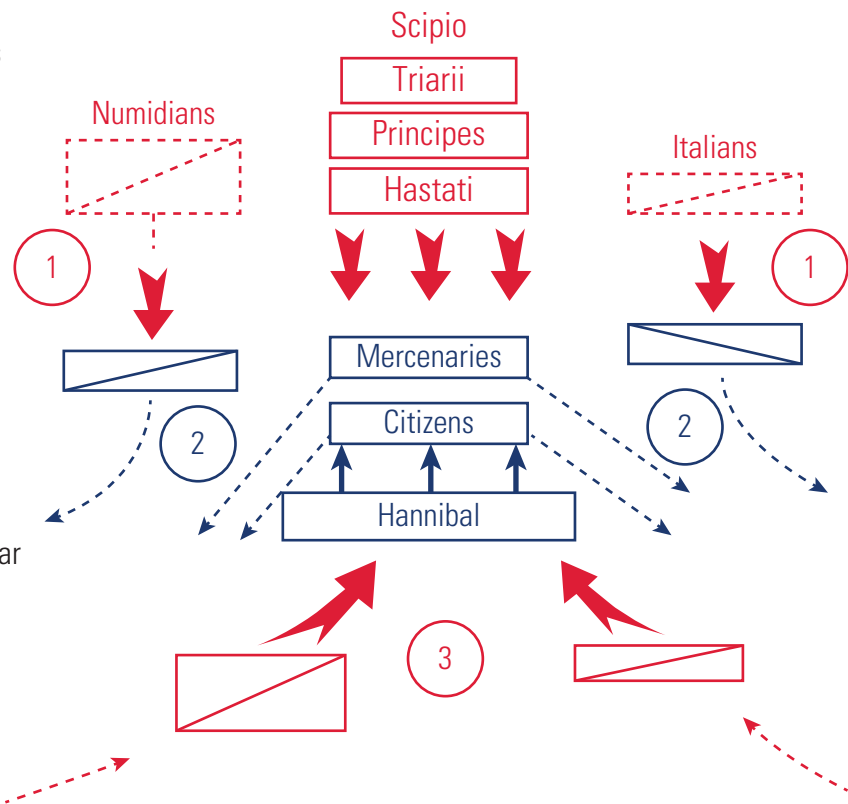 Scipio
s
Triarii
Numidians
Principes
Italians
Hastati
1
1
Mercenaries
Citizens
2
2
Hannibal
ar
3